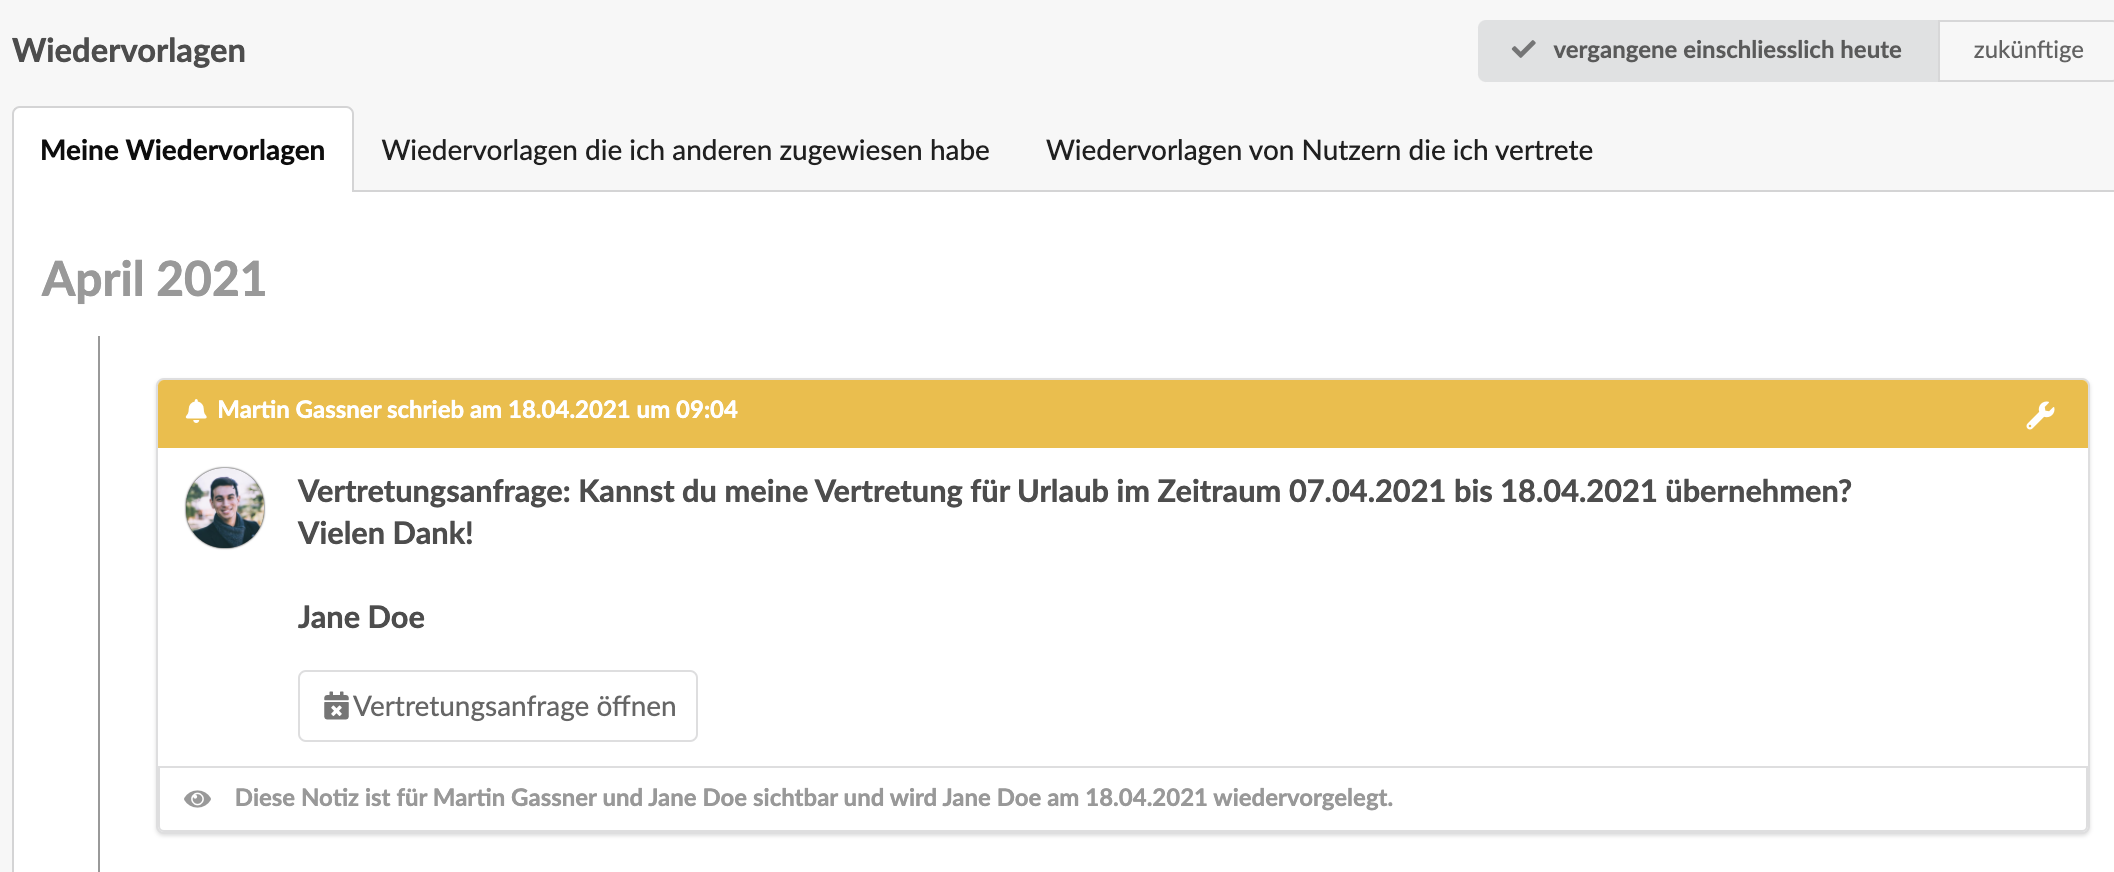 Wiedervorlagen
vergangene einschliesslich heute
zukünftige
Meine Wiedervorlagen
Wiedervorlagen die ich anderen zugewiesen habe
Wiedervorlagen von Nutzern die ich vertrete
April 2021
Martin Gassner schrieb am 18.04.2021 um 09:04
Vertretungsanfrage: Kannst du meine Vertretung für Urlaub im Zeitraum 07.04.2021 bis 18.04.2021 übernehmen?
Vielen Dank!
Jane Doe
Vertretungsanfrage öffnen
Diese Notiz ist für Martin Gassner und Jane Doe sichtbar und wird Jane Doe am 18.04.2021 wiedervorgelegt.